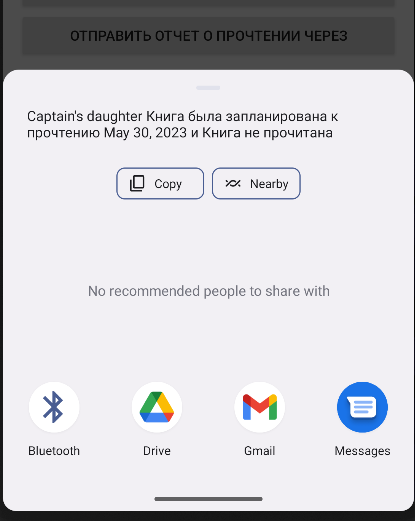 ОТПРАВИТЬ ОТЧЕТ О ПРОЧТЕНИИ ЧЕРЕЗ
Captain's daughter Книга была запланирована к
прочтению May 30, 2023 и Книга не прочитана
Copy
Nearby
No recommended people to share with
Bluetooth
Drive
Gmail
Messages